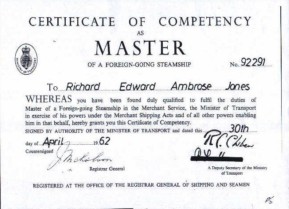 CERTIFICATE OF COMPETENCY
AS
MASTER
OF A FOREIGN-GOING STEAMSHIP
No. 92291
To Richard Edward Ambrose Jones
WHEREAS you have been found duly qualified to fulfil the duties of
Master of a Foreign-going Steamship in the Merchant Service, the Minister of Transport
in exercise of his powers under the Merchant Shipping Acts and of all other powers enabling
him in that behalf, hereby grants you this Certificate of Competency.
SIGNED BY AUTHORITY OF THE MINISTER OF TRANSPORT and dated this 30th
day of April 1962
Countersigned
Registrar General
A Deputy Secretary of the Ministry
of Transport
REGISTERED AT THE OFFICE OF THE REGISTRAR GENERAL OF SHIPPING AND SEAMEN